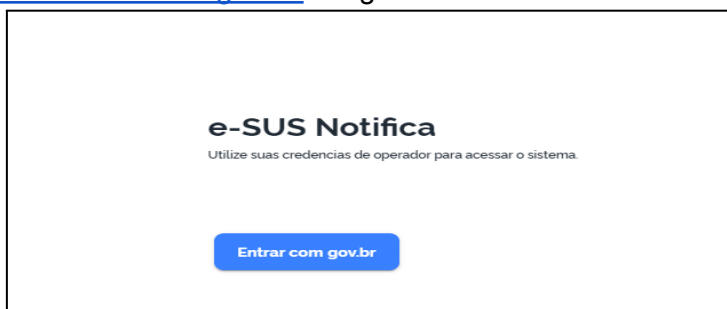 e-SUS Notifica
Utilize suas credencias de operador para acessar o sistema.
Entrar com gov.br